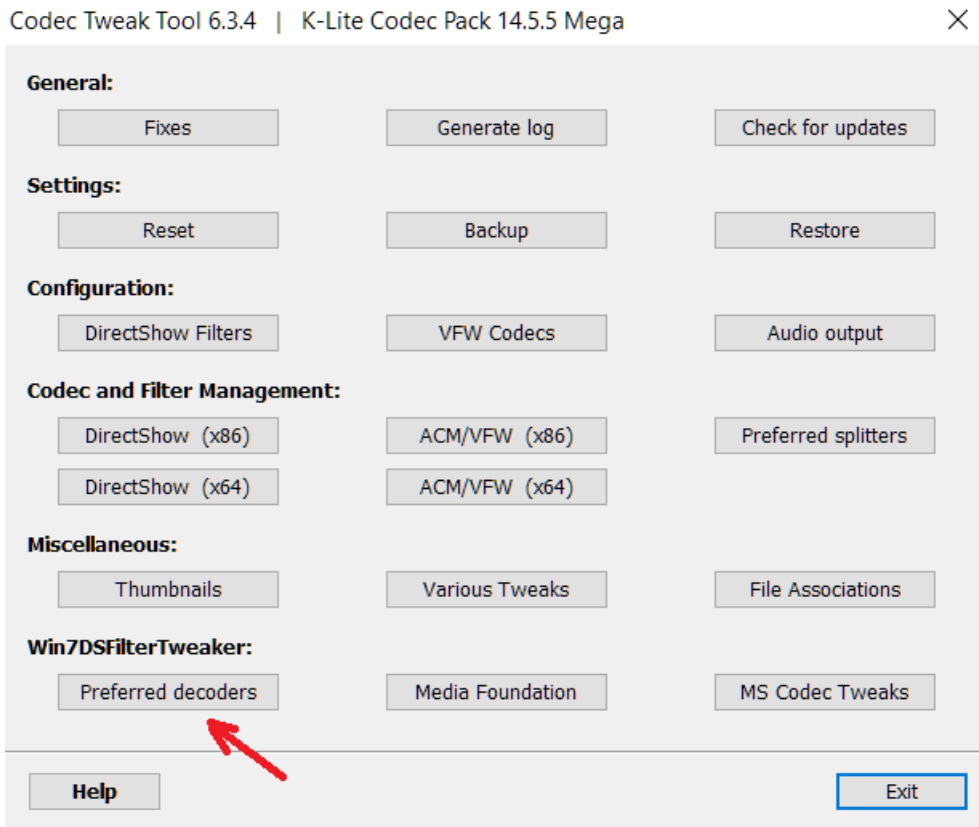 Codec Tweak Tool 6.3.4 | K-Lite Codec Pack 14.5.5 Mega
General:
Fixes Generate log Check for updates
Settings:
Reset Backup Restore
Configuration:
DirectShow Filters VFW Codecs Audio output
Codec and Filter Management:
DirectShow (x86) ACM/VFW (x86) Preferred splitters
DirectShow (x64) ACM/VFW (x64)
Miscellaneous:
Thumbnails Various Tweaks File Associations
Win7DSFilterTweaker:
Preferred decoders Media Foundation MS Codec Tweaks
Help Exit